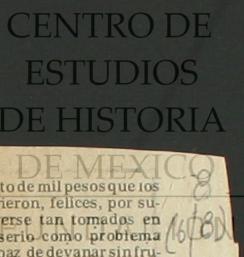 CENTRO DE
ESTUDIOS
DE HISTORIA
DE MEXICO
to de mil pesos que los
ieron, felices, por su-
erse tan tomados en
serio como problema
paz de devanar sin fru-
8